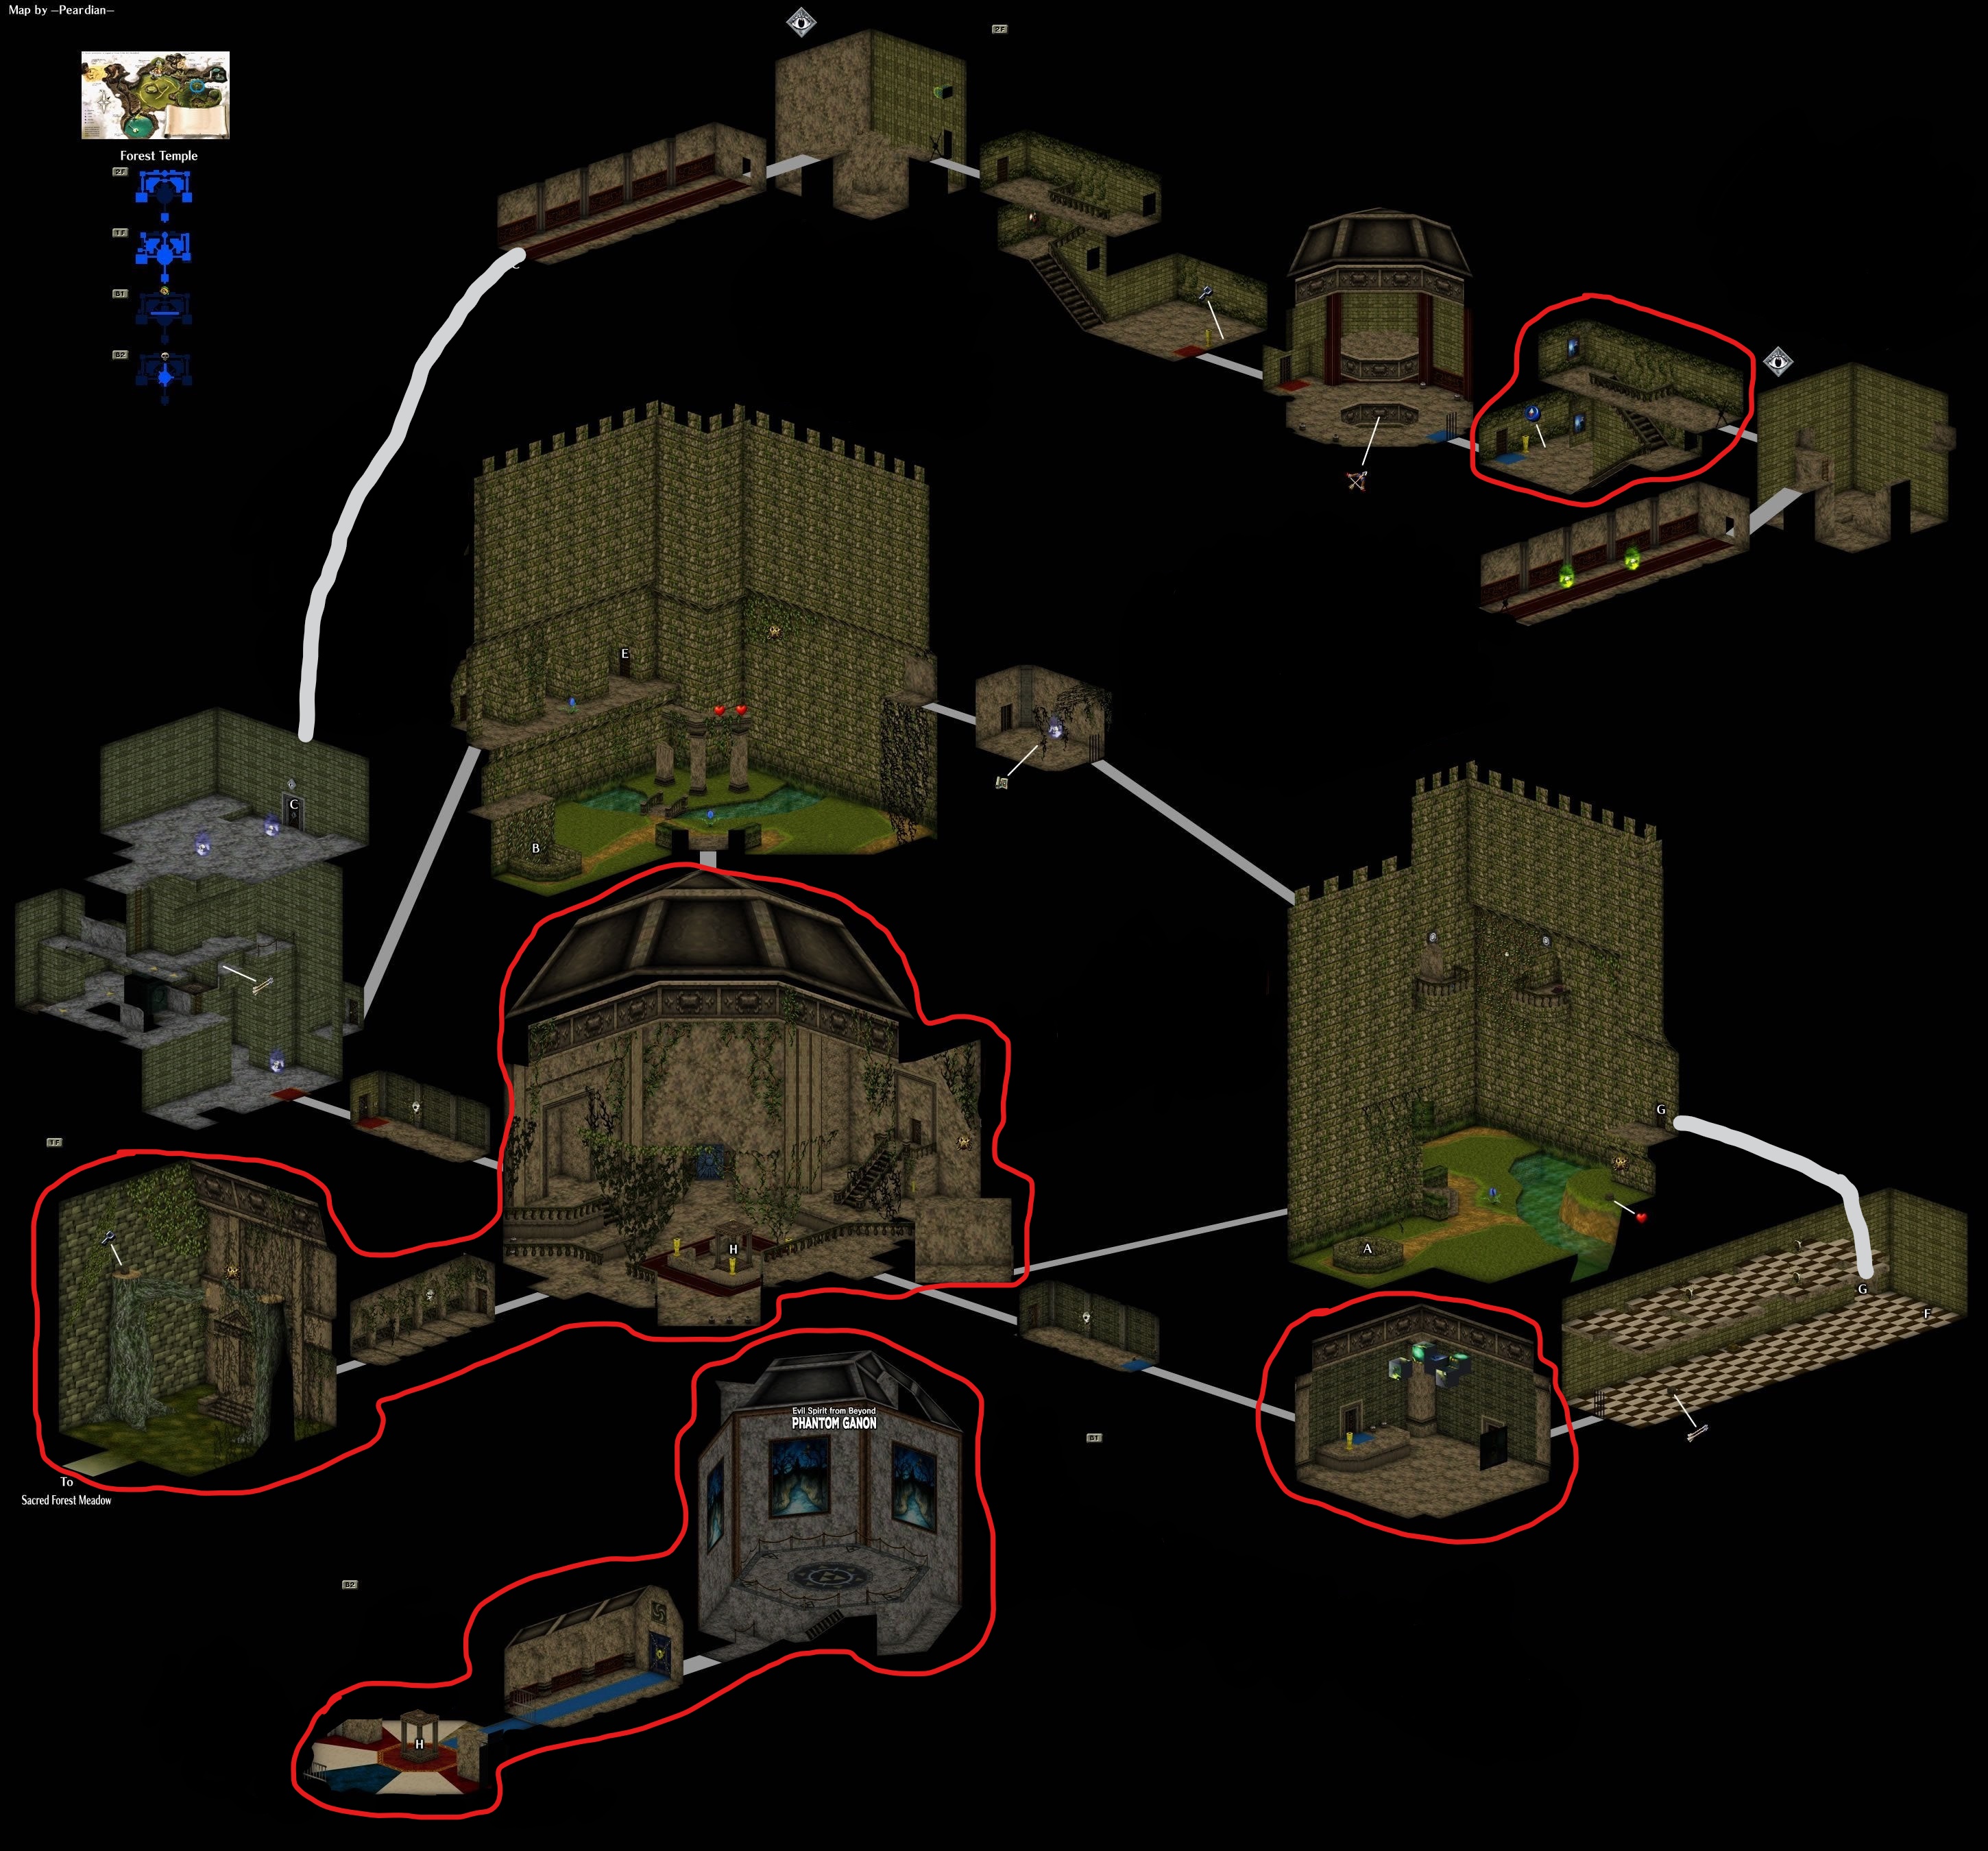 Map by —Peardian—
2F
Forest Temple
2F
1F
B1
B2
C
E
C
B
G
1F
H
A
G
F
Evil Spirit from Beyond
PHANTOM GANON
B1
To
Sacred Forest Meadow
B2
H